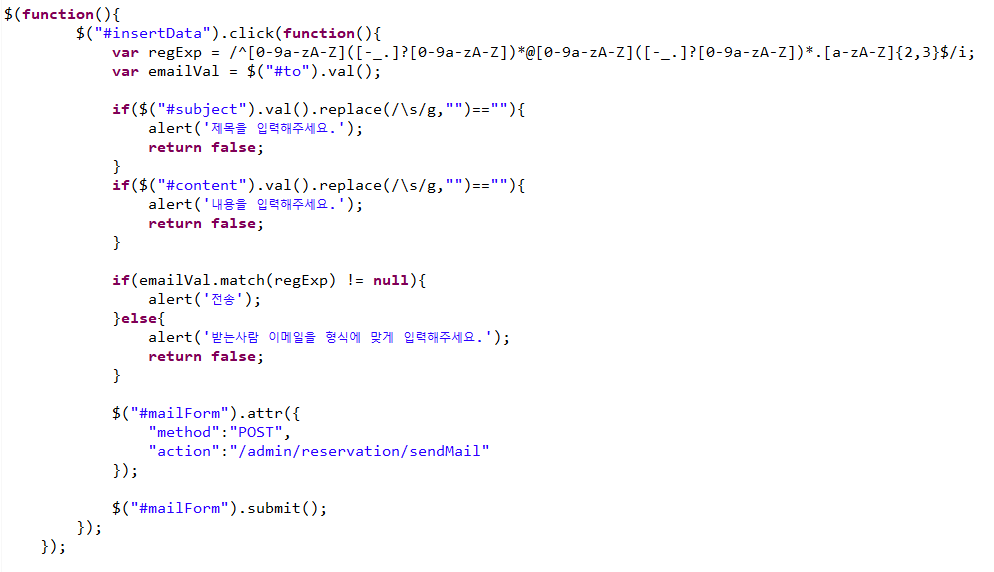 $(function(){
$("#insertData").click(function(){
var regExp = /^[0-9a-zA-Z]([-_.]?[0-9a-zA-Z])*@[0-9a-zA-Z]([-_.]?[0-9a-zA-Z])*.[a-zA-Z]{2,3}$/i;
var emailVal = $("#to").val();
if($("#subject").val().replace(/\s/g,"")==""){
alert('제목을 입력해주세요.');
return false;
}
if($("#content").val().replace(/\s/g,"")==""){
alert('내용을 입력해주세요.');
return false;
}
if(emailVal.match(regExp) != null){
alert('전송');
}else{
alert('받는사람 이메일을 형식에 맞게 입력해주세요.');
return false;
}
$("#mailForm").attr({
"method":"POST",
"action":"/admin/reservation/sendMail"
});
$("#mailForm").submit();
});
});